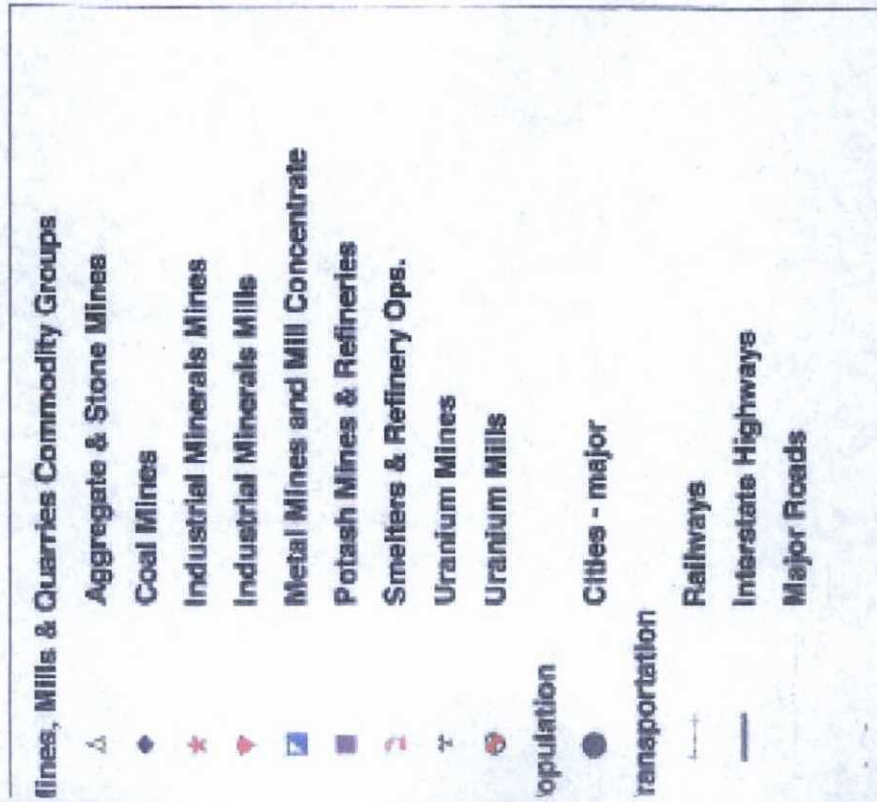 fines, Mills & Quarries Commodity Groups
Aggregate & Stone Mines
Coal Mines
Industrial Minerals Mines
Industrial Minerals Mills
Metal Mines and Mill Concentrate
Potash Mines & Refineries
Smelters & Refinery Ops.
Uranium Mines
Uranium Mills
opulation
Cities - major
ransportation
Railways
Interstate Highways
Major Roads